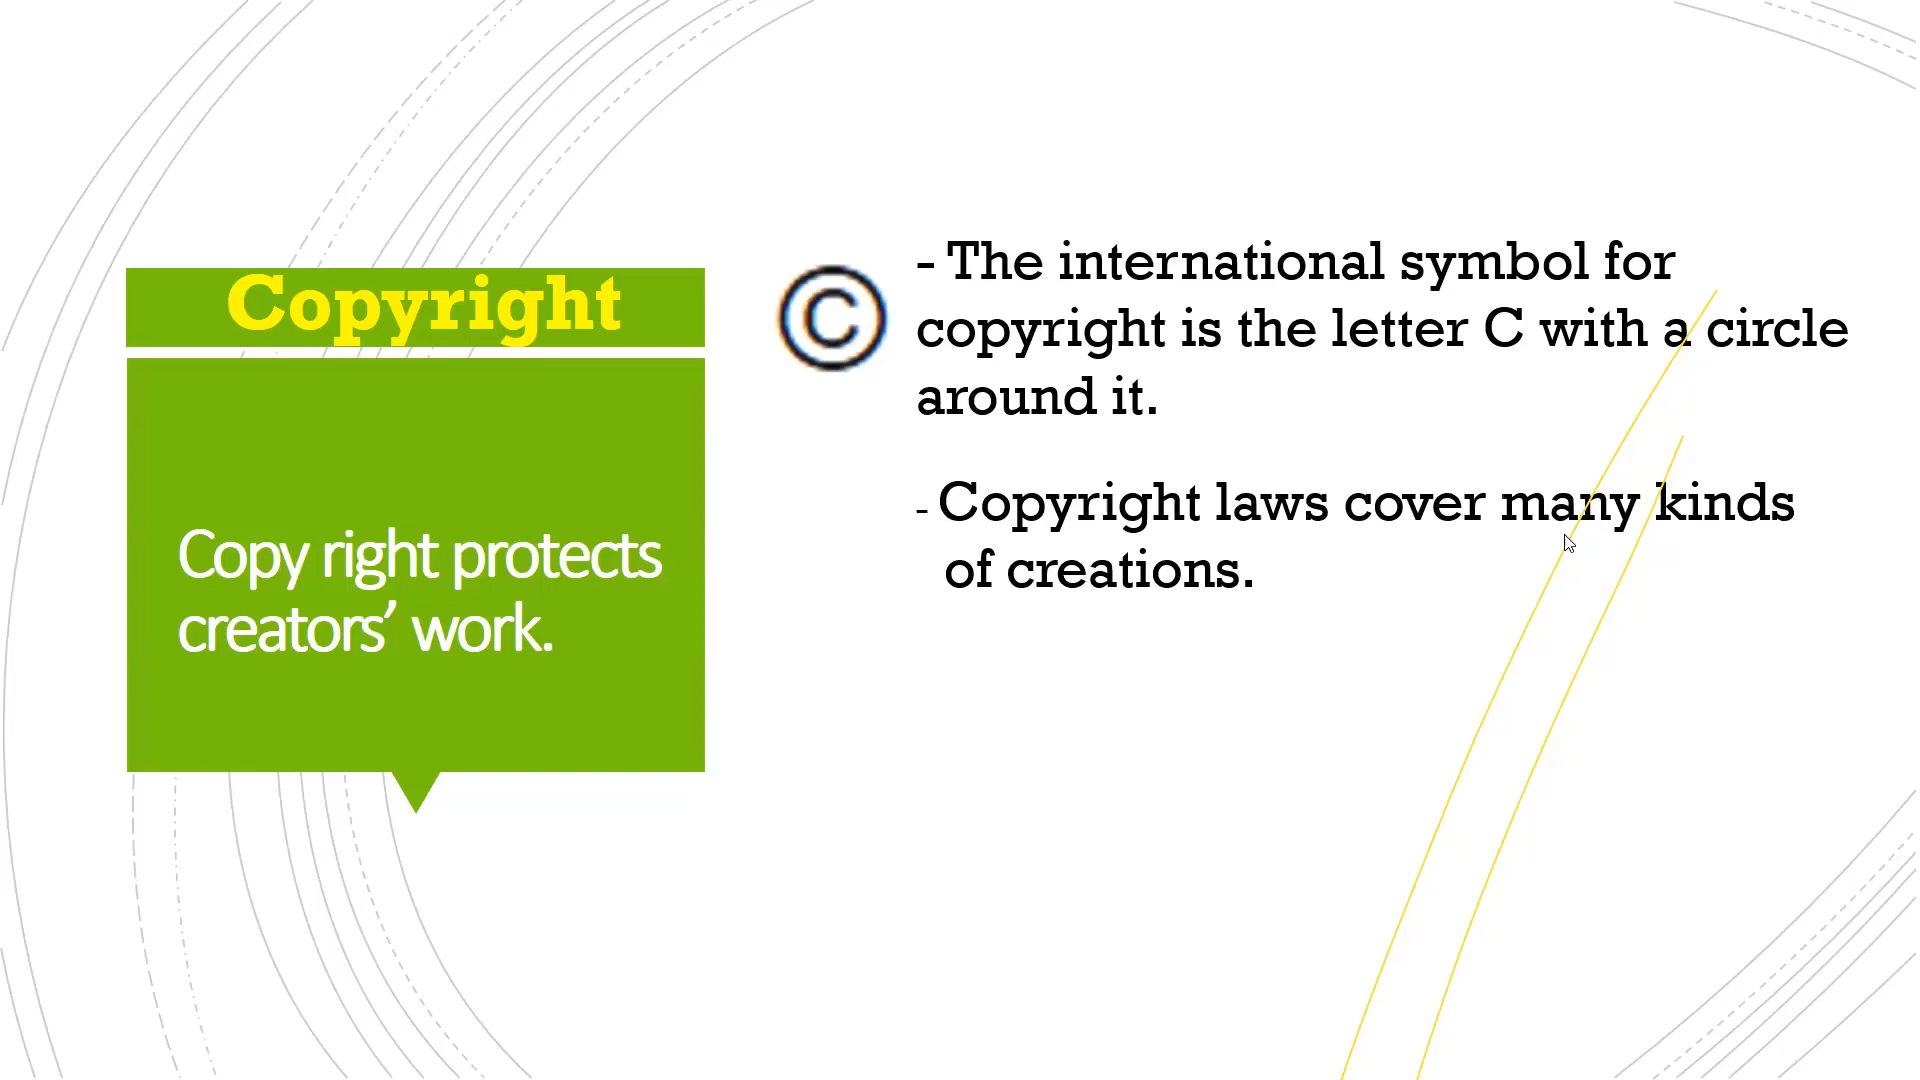 Copyright
Copy right protects
creators’ work.
©
- The international symbol for
copyright is the letter C with a circle
around it.
- Copyright laws cover many kinds
of creations.